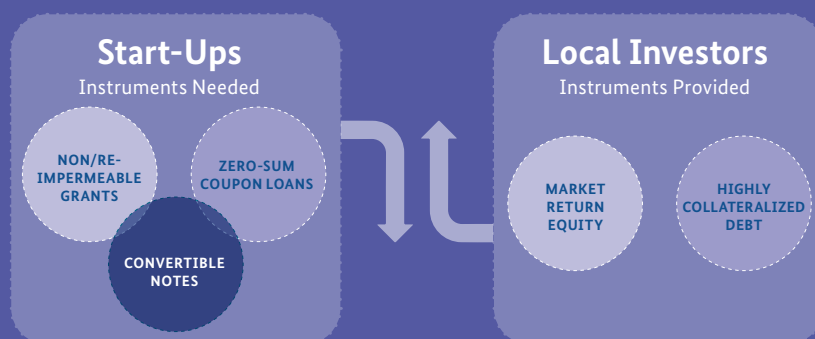 Start-Ups
Instruments Needed
NON/RE-
IMPERMEABLE
GRANTS
ZERO-SUM
COUPON LOANS
CONVERTIBLE
NOTES
Local Investors
Instruments Provided
MARKET
RETURN
EQUITY
HIGHLY
COLLATERALIZED
DEBT